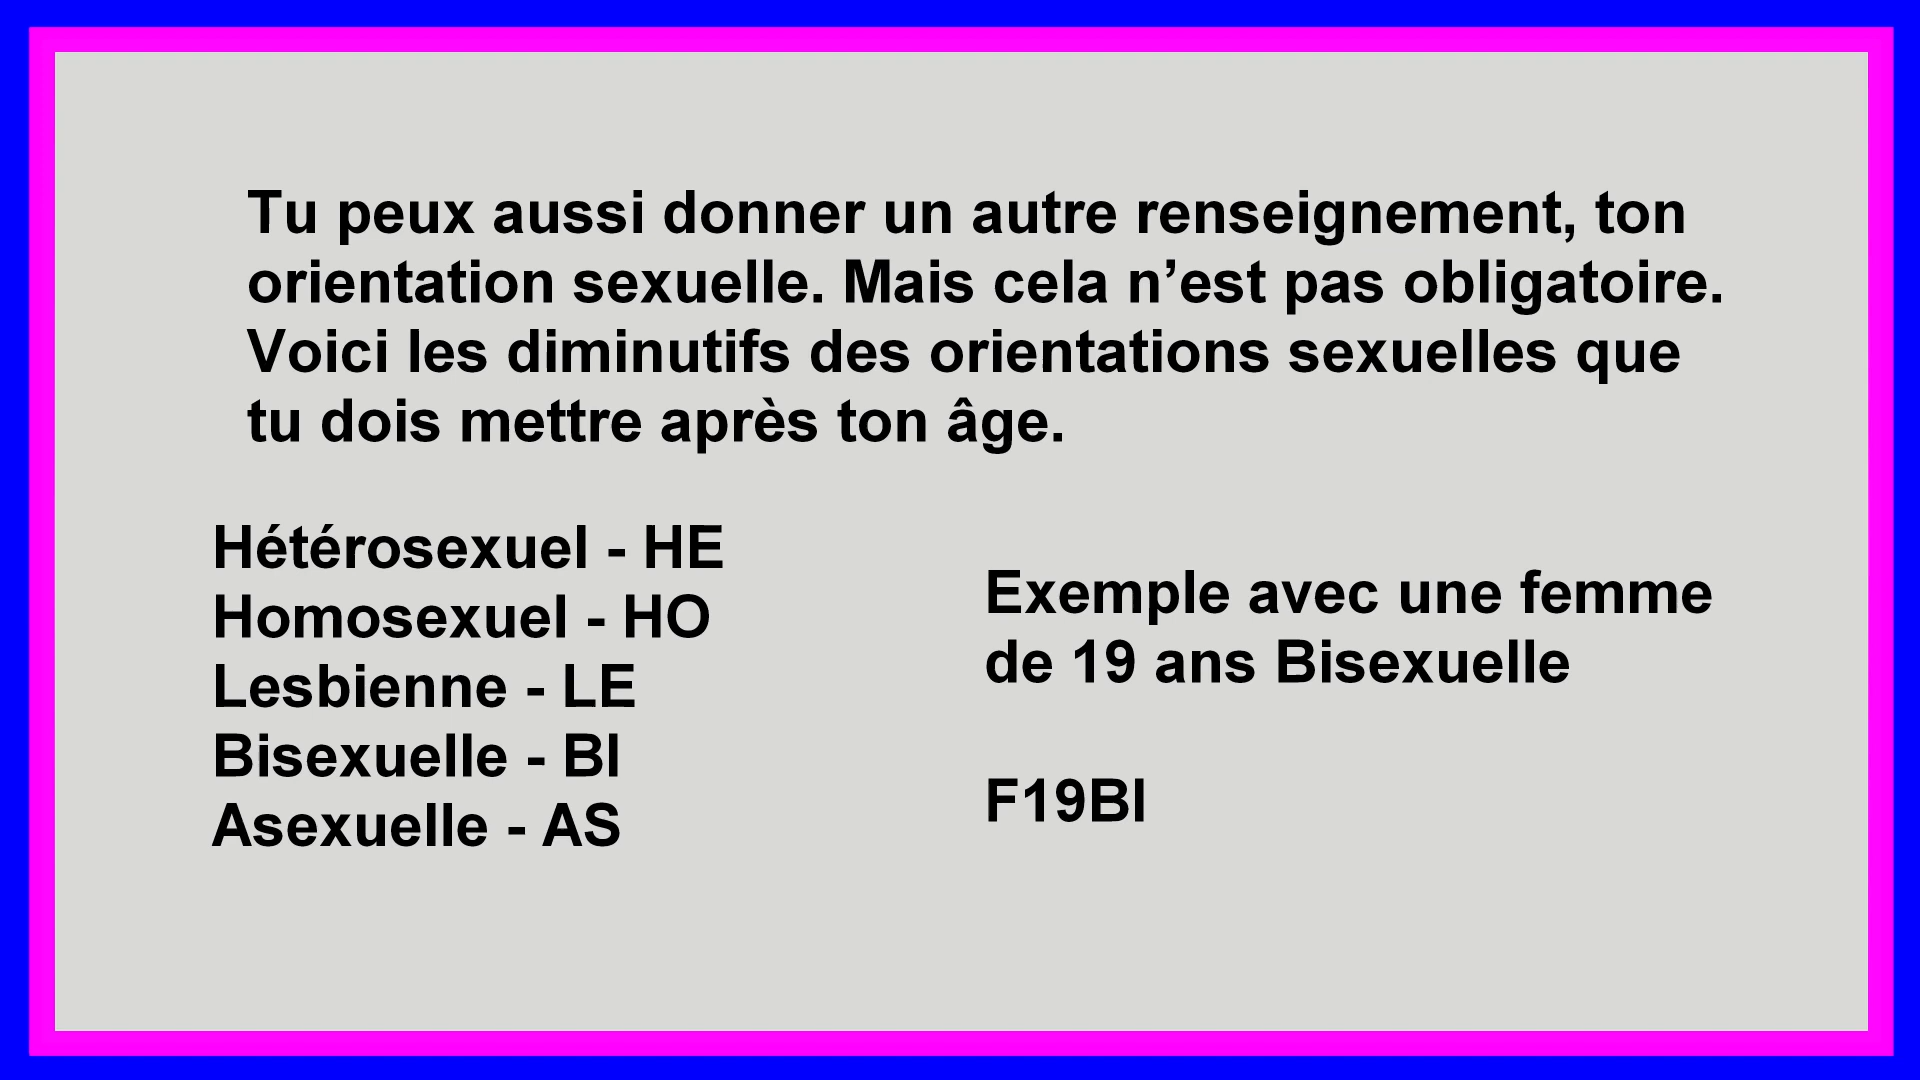 Tu peux aussi donner un autre renseignement, ton
orientation sexuelle. Mais cela n’est pas obligatoire.
Voici les diminutifs des orientations sexuelles que
tu dois mettre après ton âge.
Hétérosexuel - HE
Homosexuel - HO
Lesbienne - LE
Bisexuelle - BI
Asexuelle - AS
Exemple avec une femme
de 19 ans Bisexuelle
F19BI